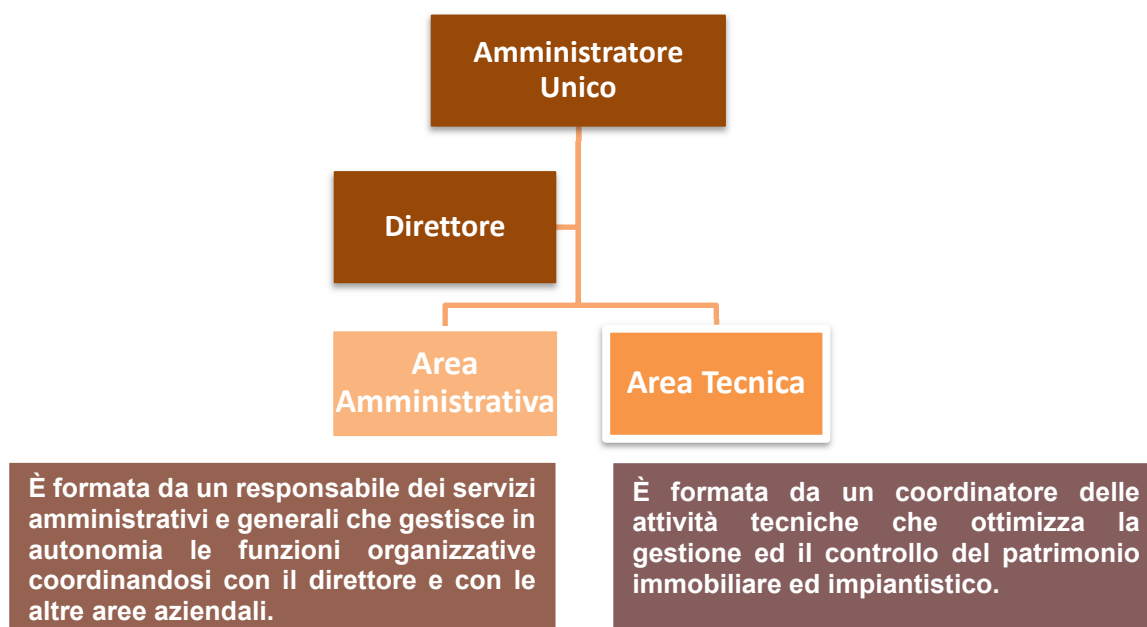 Amministratore
Unico
Direttore
Area
Amministrativa
Area Tecnica
È formata da un responsabile dei servizi
amministrativi e generali che gestisce in
autonomia le funzioni organizzative
coordinandosi con il direttore e con le
altre aree aziendali.
È formata da un coordinatore delle
attività tecniche che ottimizza la
gestione ed il controllo del patrimonio
immobiliare ed impiantistico.